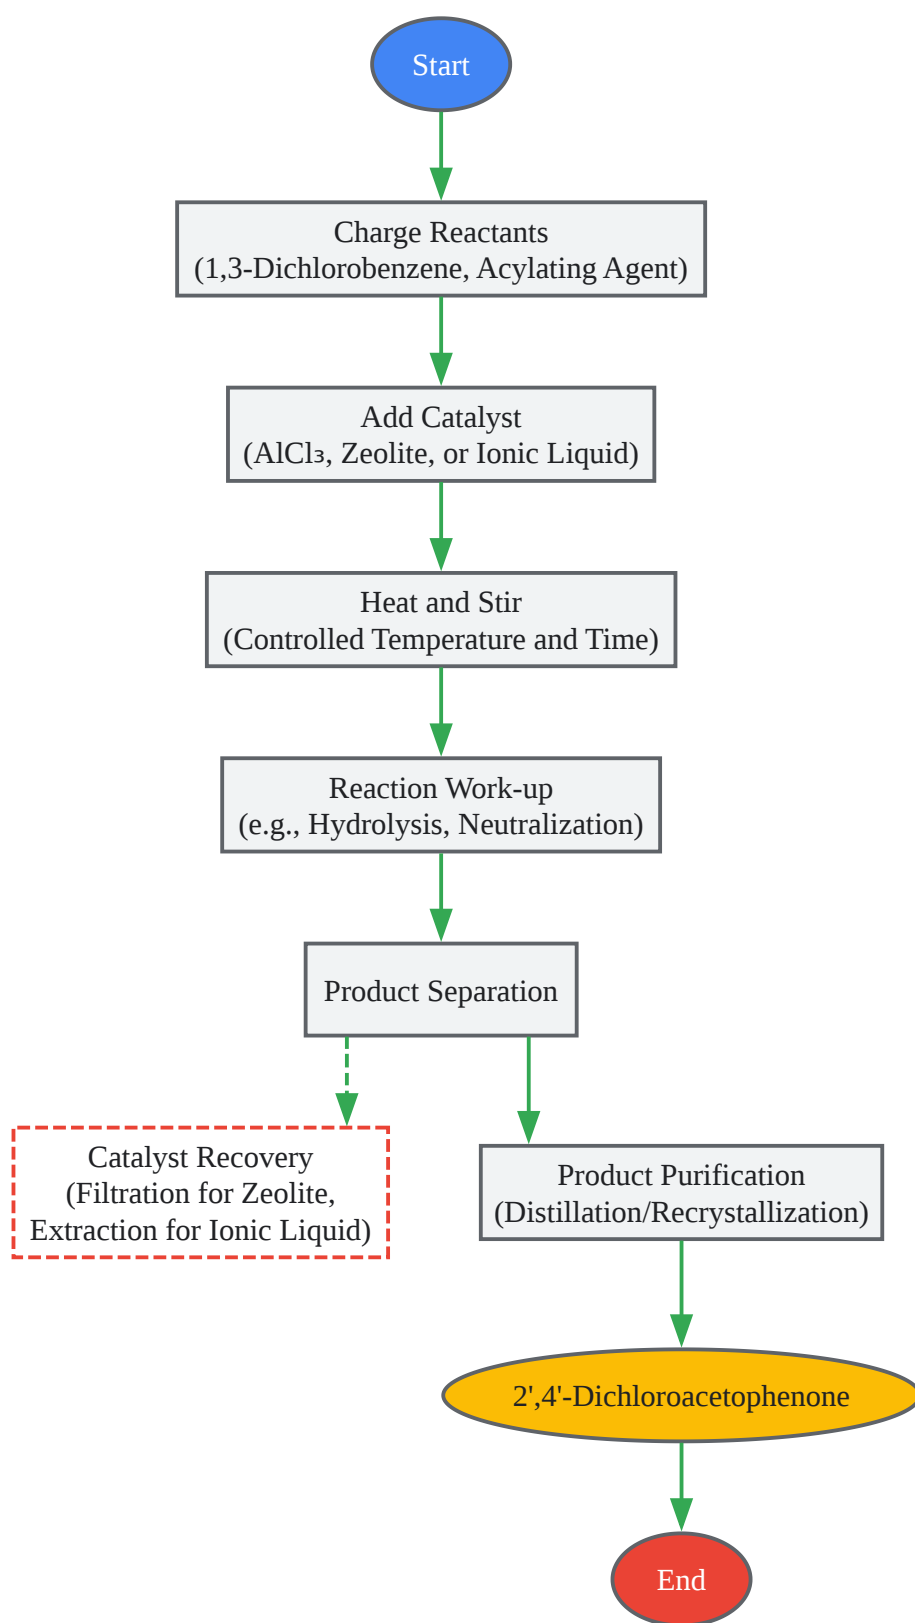 Start
Charge Reactants
(1,3-Dichlorobenzene, Acylating Agent)
Add Catalyst
(AlCl₃, Zeolite, or Ionic Liquid)
Heat and Stir
(Controlled Temperature and Time)
Reaction Work-up
(e.g., Hydrolysis, Neutralization)
Product Separation
Catalyst Recovery
(Filtration for Zeolite,
Extraction for Ionic Liquid)
Product Purification
(Distillation/Recrystallization)
2',4'-Dichloroacetophenone
End